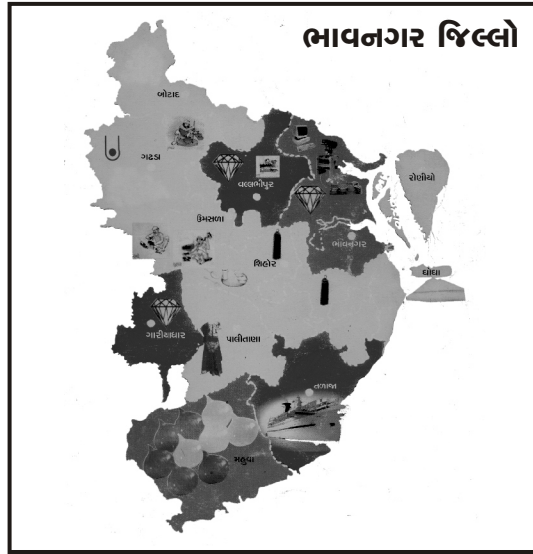 ભાવનગર જિલ્લો
બોટાદ
ગઢડા
રોણીયો
વલ્લભીપુર
ઉમરાળા
ભાવનગર
શિહોર
ઘોઘા
ગારીયાધાર
પાલીતાણા
તળાજા
મહુવા